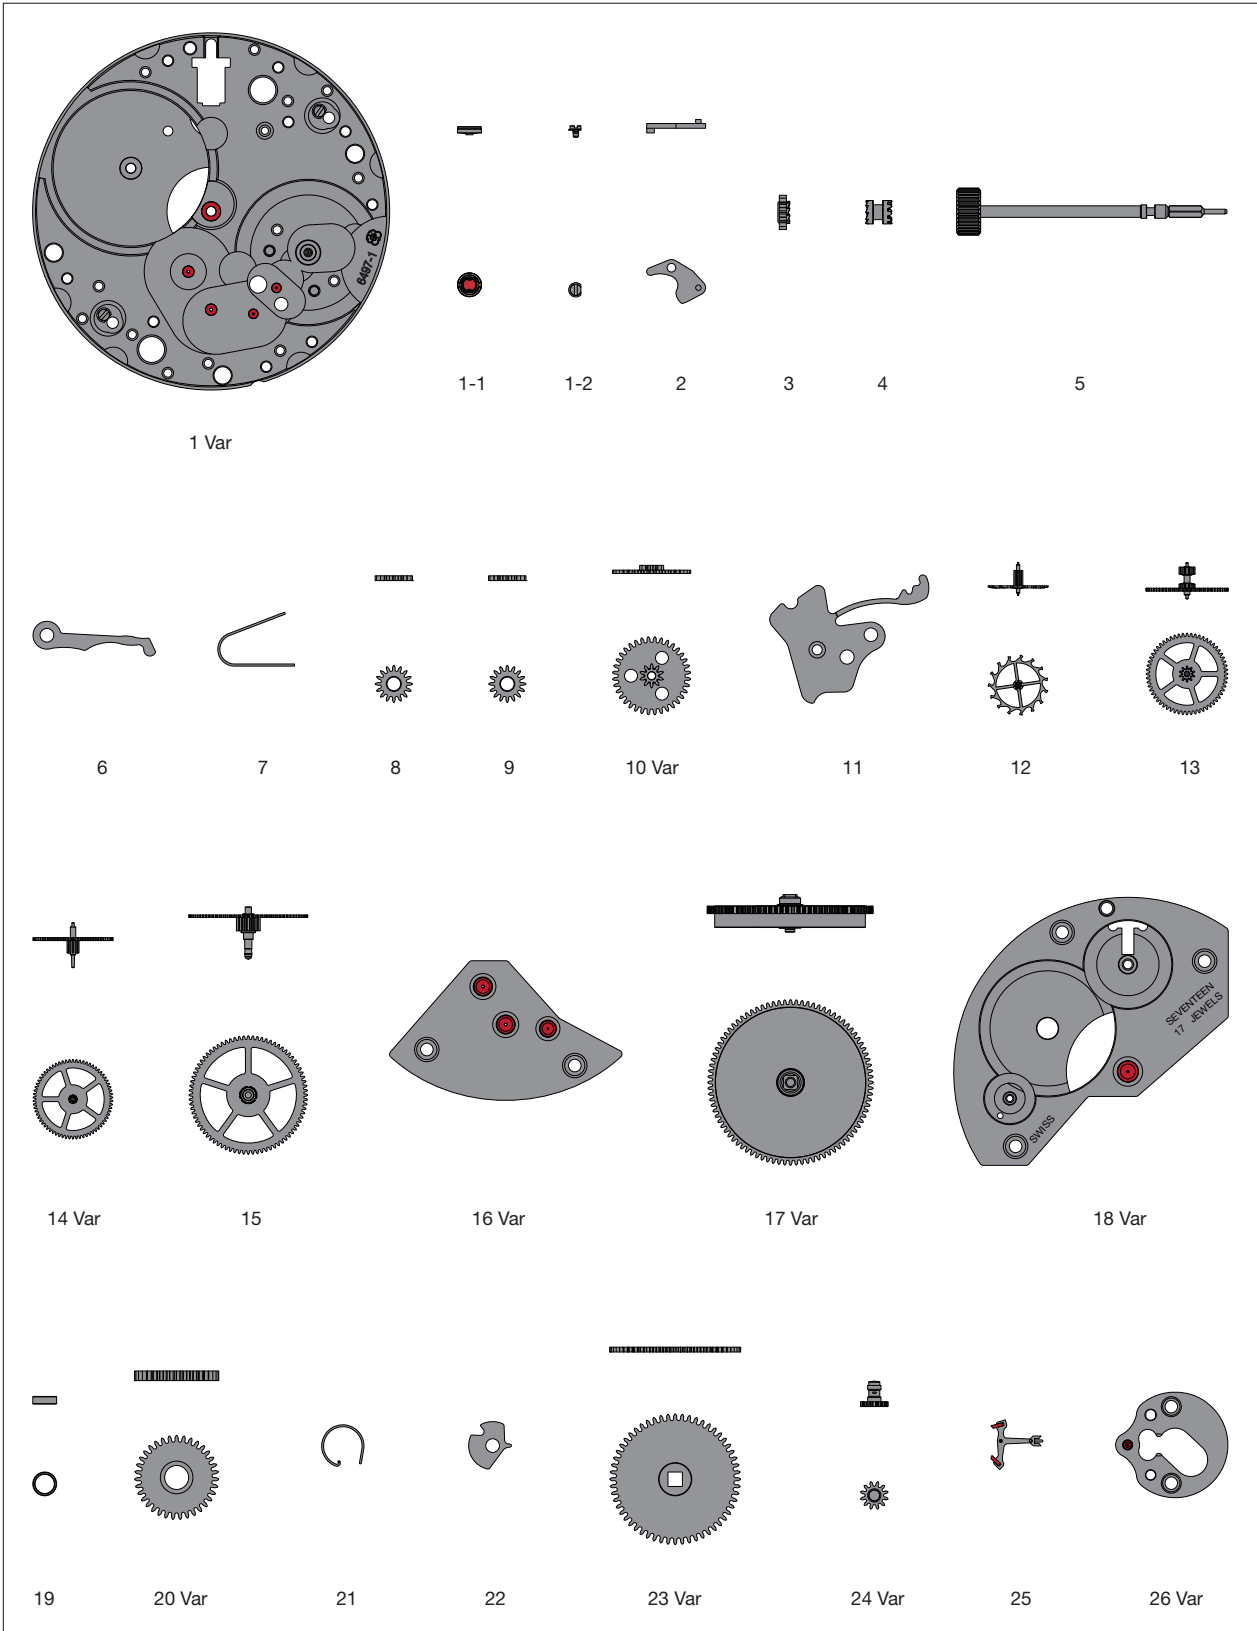 6497-1
1-1 1-2 2 3 4 5
1 Var
6 7 8 9 10 Var 11 12 13
SEVENTEEN
17 JEWELS
SWISS
14 Var 15 16 Var 17 Var 18 Var
19 20 Var 21 22 23 Var 24 Var 25 26 Var